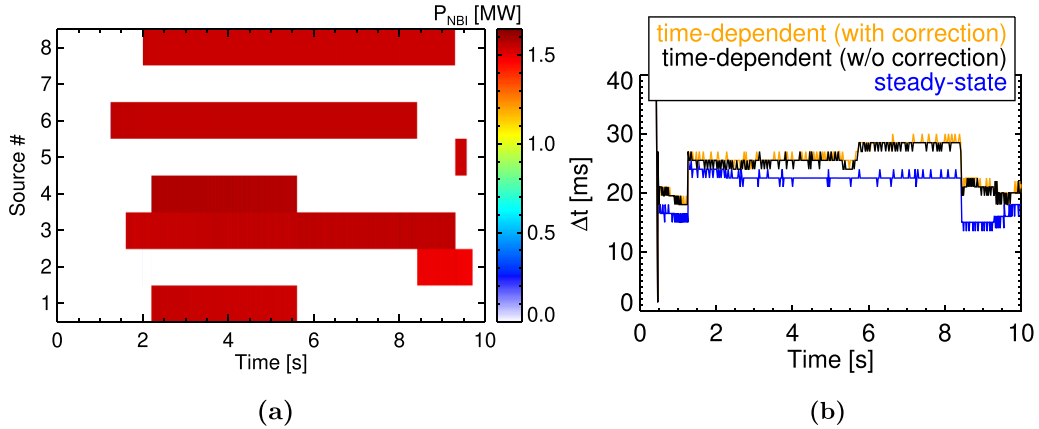 P_NBI [MW]
8
7
6
5
4
3
2
1
Source #
0 2 4 6 8 10
Time [s]
1.5
1.0
0.5
0.0
(a)
time-dependent (with correction)
time-dependent (w/o correction)
steady-state
40
30
20
10
0
Δt [ms]
0 2 4 6 8 10
Time [s]
(b)